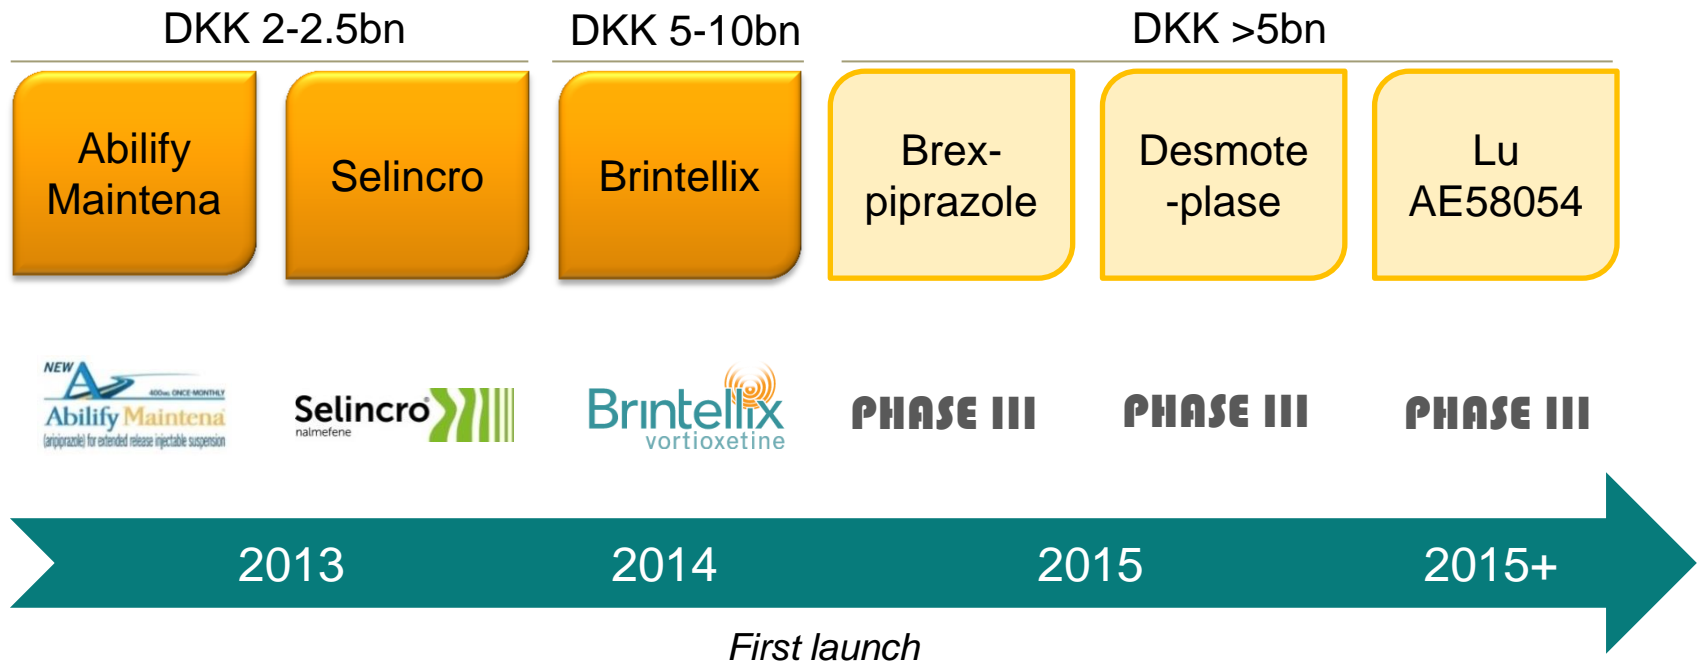 DKK 2-2.5bn
DKK 5-10bn
DKK >5bn
Abilify
Maintena
Selincro
Brintellix
Brex-
piprazole
Desmote
-plase
Lu
AE58054
NEW
400mg ONCE-MONTHLY
Abilify Maintena
(aripiprazole) for extended release injectable suspension
Selincro®
nalmefene
Brintellix
vortioxetine
PHASE III
PHASE III
PHASE III
2013
2014
2015
2015+
First launch